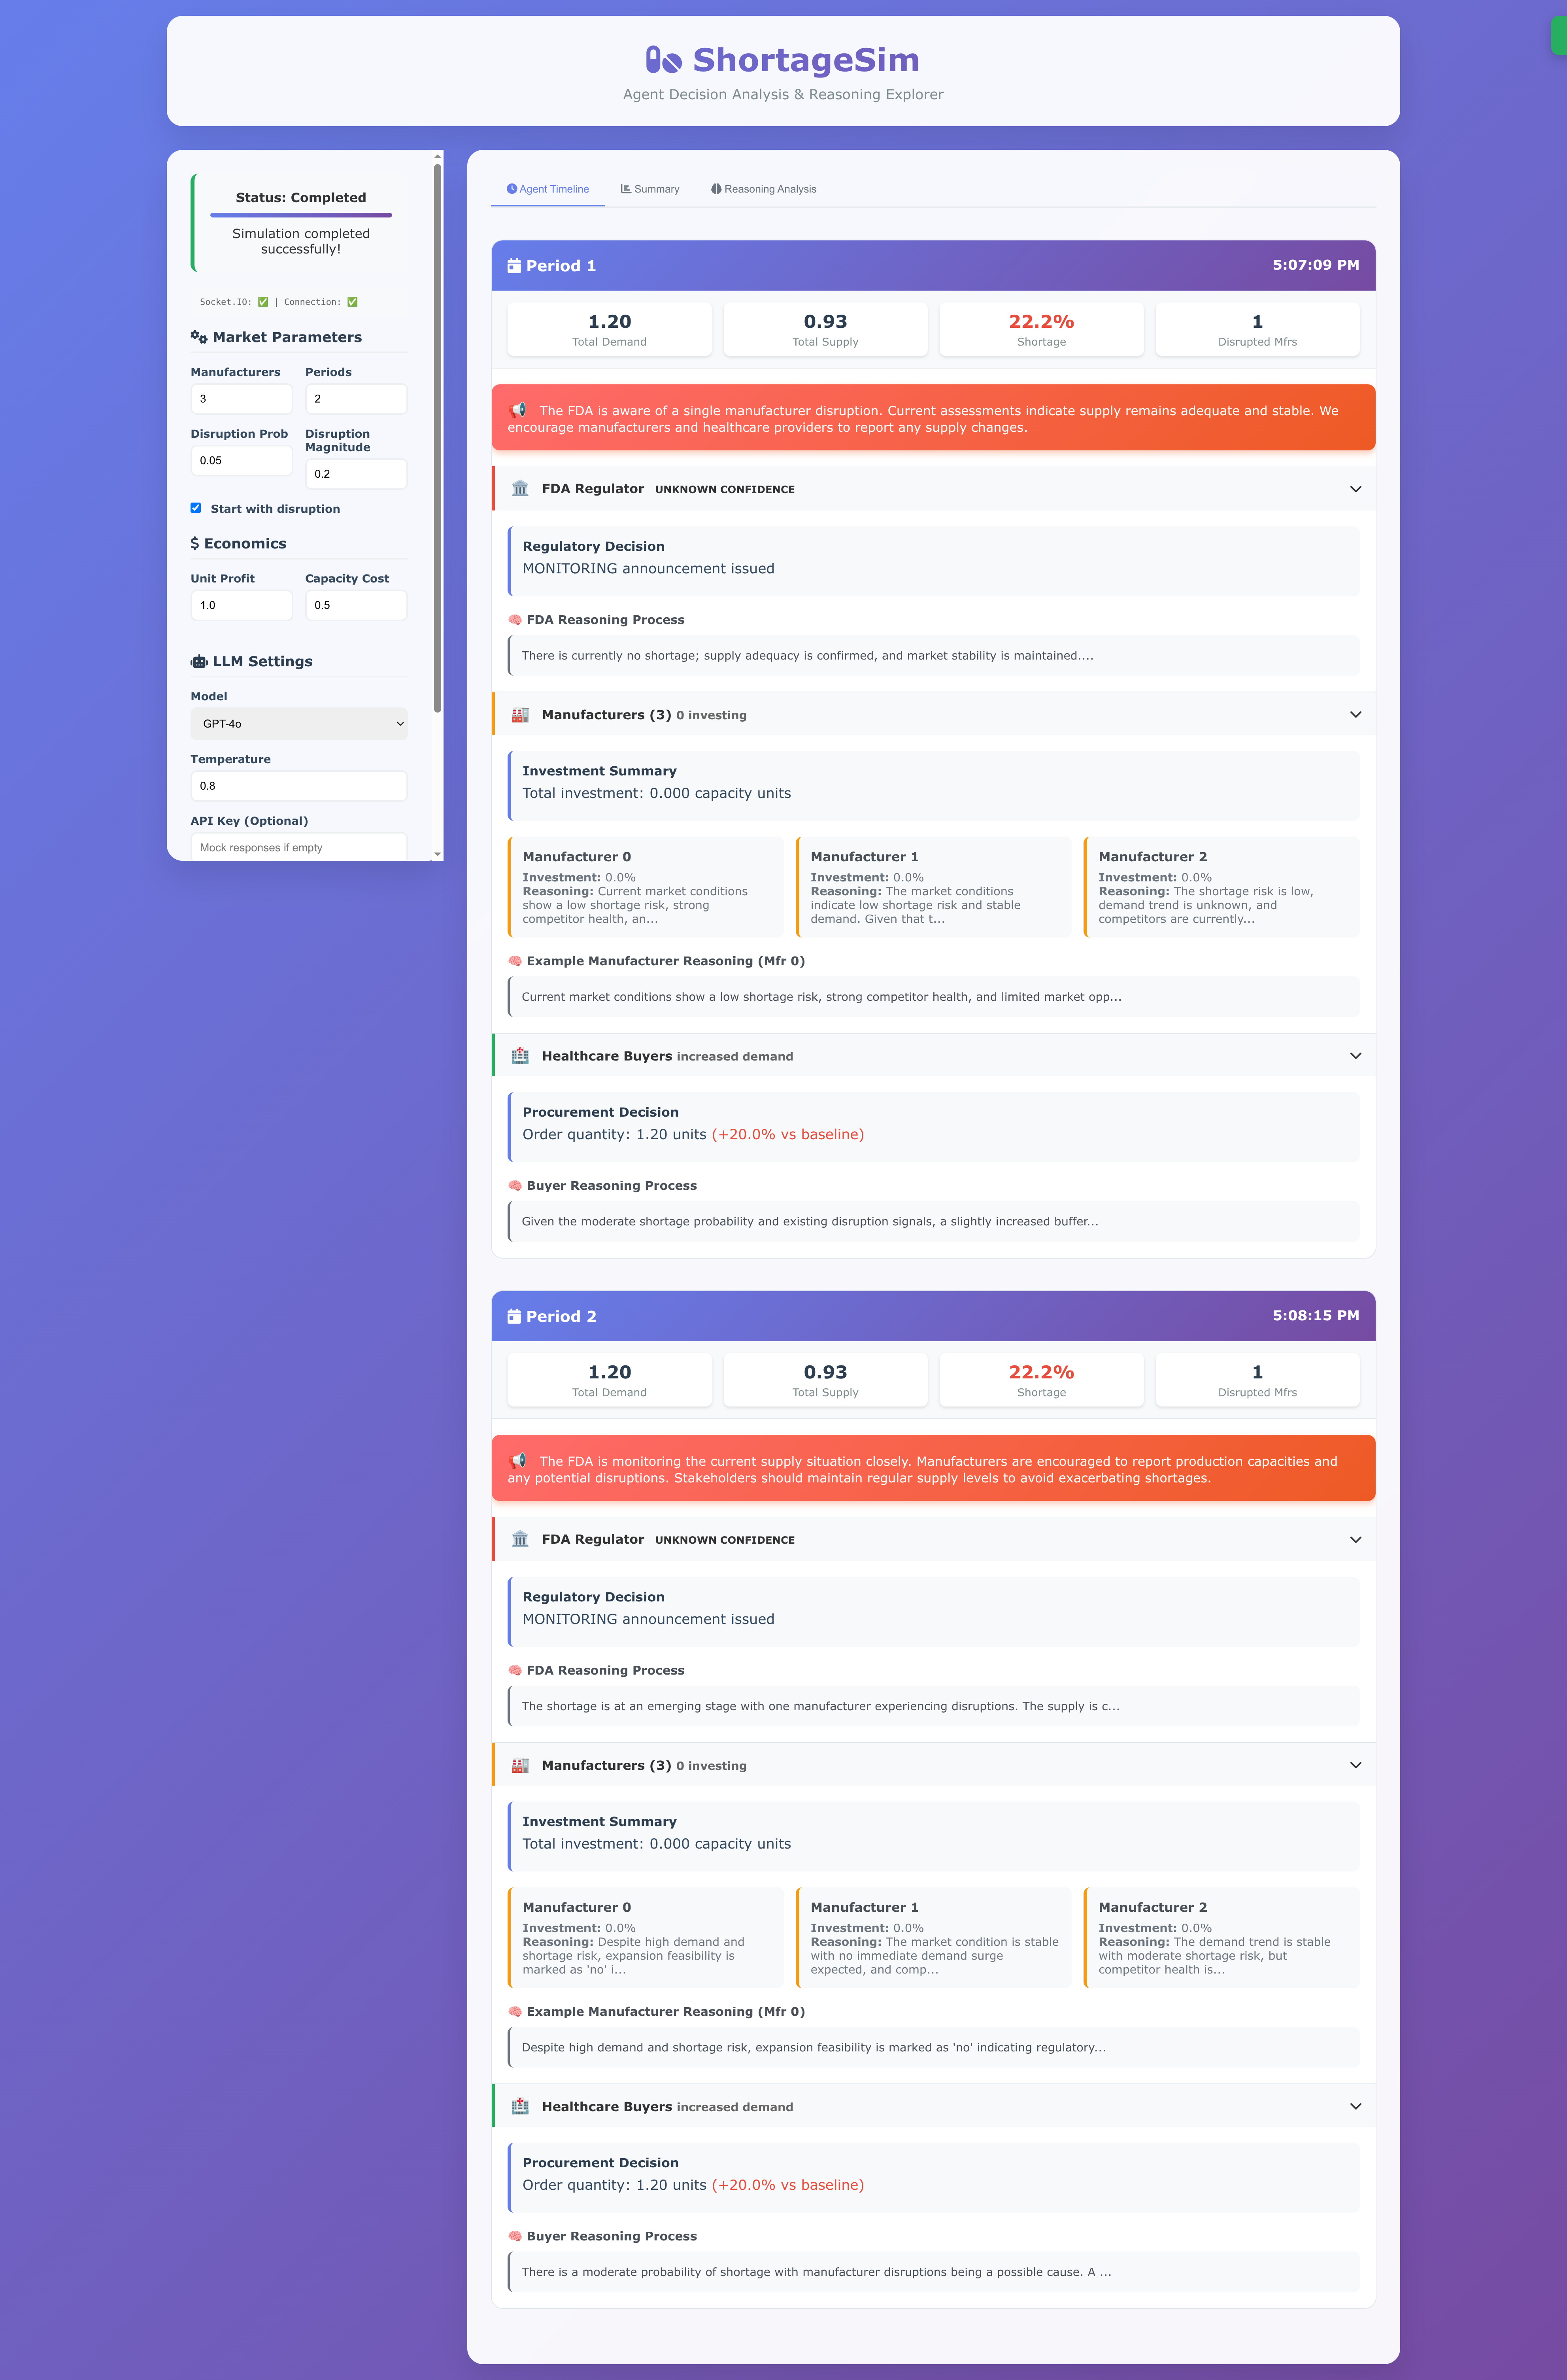 ShortageSim
Agent Decision Analysis & Reasoning Explorer
Status: Completed
Simulation completed
successfully!
Socket.IO: ✅ | Connection: ✅
Market Parameters
Manufacturers
Periods
3
2
Disruption Prob
Disruption
Magnitude
0.05
0.2
Start with disruption
$ Economics
Unit Profit
Capacity Cost
1.0
0.5
LLM Settings
Model
GPT-4o
Temperature
0.8
API Key (Optional)
Mock responses if empty
Agent Timeline
Summary
Reasoning Analysis
Period 1
5:07:09 PM
1.20
Total Demand
0.93
Total Supply
22.2%
Shortage
1
Disrupted Mfrs
The FDA is aware of a single manufacturer disruption. Current assessments indicate supply remains adequate and stable. We
encourage manufacturers and healthcare providers to report any supply changes.
FDA Regulator UNKNOWN CONFIDENCE
Regulatory Decision
MONITORING announcement issued
FDA Reasoning Process
There is currently no shortage; supply adequacy is confirmed, and market stability is maintained....
Manufacturers (3) 0 investing
Investment Summary
Total investment: 0.000 capacity units
Manufacturer 0
Investment: 0.0%
Reasoning: Current market conditions
show a low shortage risk, strong
competitor health, an...
Manufacturer 1
Investment: 0.0%
Reasoning: The market conditions
indicate low shortage risk and stable
demand. Given that t...
Manufacturer 2
Investment: 0.0%
Reasoning: The shortage risk is low,
demand trend is unknown, and
competitors are currently...
Example Manufacturer Reasoning (Mfr 0)
Current market conditions show a low shortage risk, strong competitor health, and limited market opp...
Healthcare Buyers increased demand
Procurement Decision
Order quantity: 1.20 units (+20.0% vs baseline)
Buyer Reasoning Process
Given the moderate shortage probability and existing disruption signals, a slightly increased buffer...
Period 2
5:08:15 PM
1.20
Total Demand
0.93
Total Supply
22.2%
Shortage
1
Disrupted Mfrs
The FDA is monitoring the current supply situation closely. Manufacturers are encouraged to report production capacities and
any potential disruptions. Stakeholders should maintain regular supply levels to avoid exacerbating shortages.
FDA Regulator UNKNOWN CONFIDENCE
Regulatory Decision
MONITORING announcement issued
FDA Reasoning Process
The shortage is at an emerging stage with one manufacturer experiencing disruptions. The supply is c...
Manufacturers (3) 0 investing
Investment Summary
Total investment: 0.000 capacity units
Manufacturer 0
Investment: 0.0%
Reasoning: Despite high demand and
shortage risk, expansion feasibility is
marked as 'no' i...
Manufacturer 1
Investment: 0.0%
Reasoning: The market condition is stable
with no immediate demand surge
expected, and comp...
Manufacturer 2
Investment: 0.0%
Reasoning: The demand trend is stable
with moderate shortage risk, but
competitor health is...
Example Manufacturer Reasoning (Mfr 0)
Despite high demand and shortage risk, expansion feasibility is marked as 'no' indicating regulatory...
Healthcare Buyers increased demand
Procurement Decision
Order quantity: 1.20 units (+20.0% vs baseline)
Buyer Reasoning Process
There is a moderate probability of shortage with manufacturer disruptions being a possible cause. A ...